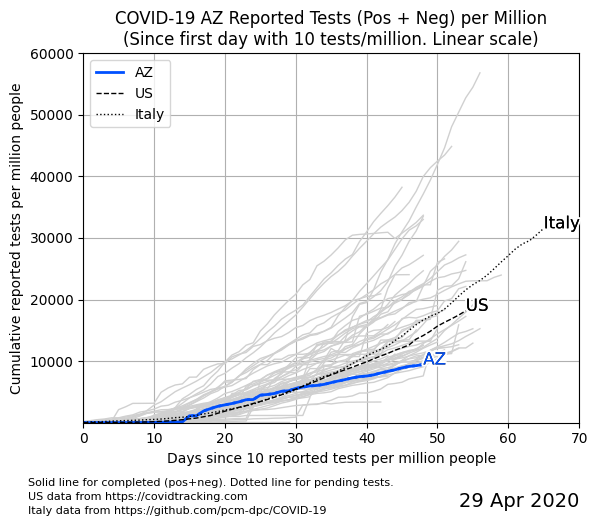 COVID-19 AZ Reported Tests (Pos + Neg) per Million
(Since first day with 10 tests/million. Linear scale)
Cumulative reported tests per million people
60000
50000
40000
30000
20000
10000
AZ
US
Italy
Italy
US
AZ
0 10 20 30 40 50 60 70
Days since 10 reported tests per million people
Solid line for completed (pos+neg). Dotted line for pending tests.
US data from https://covidtracking.com
Italy data from https://github.com/pcm-dpc/COVID-19
29 Apr 2020